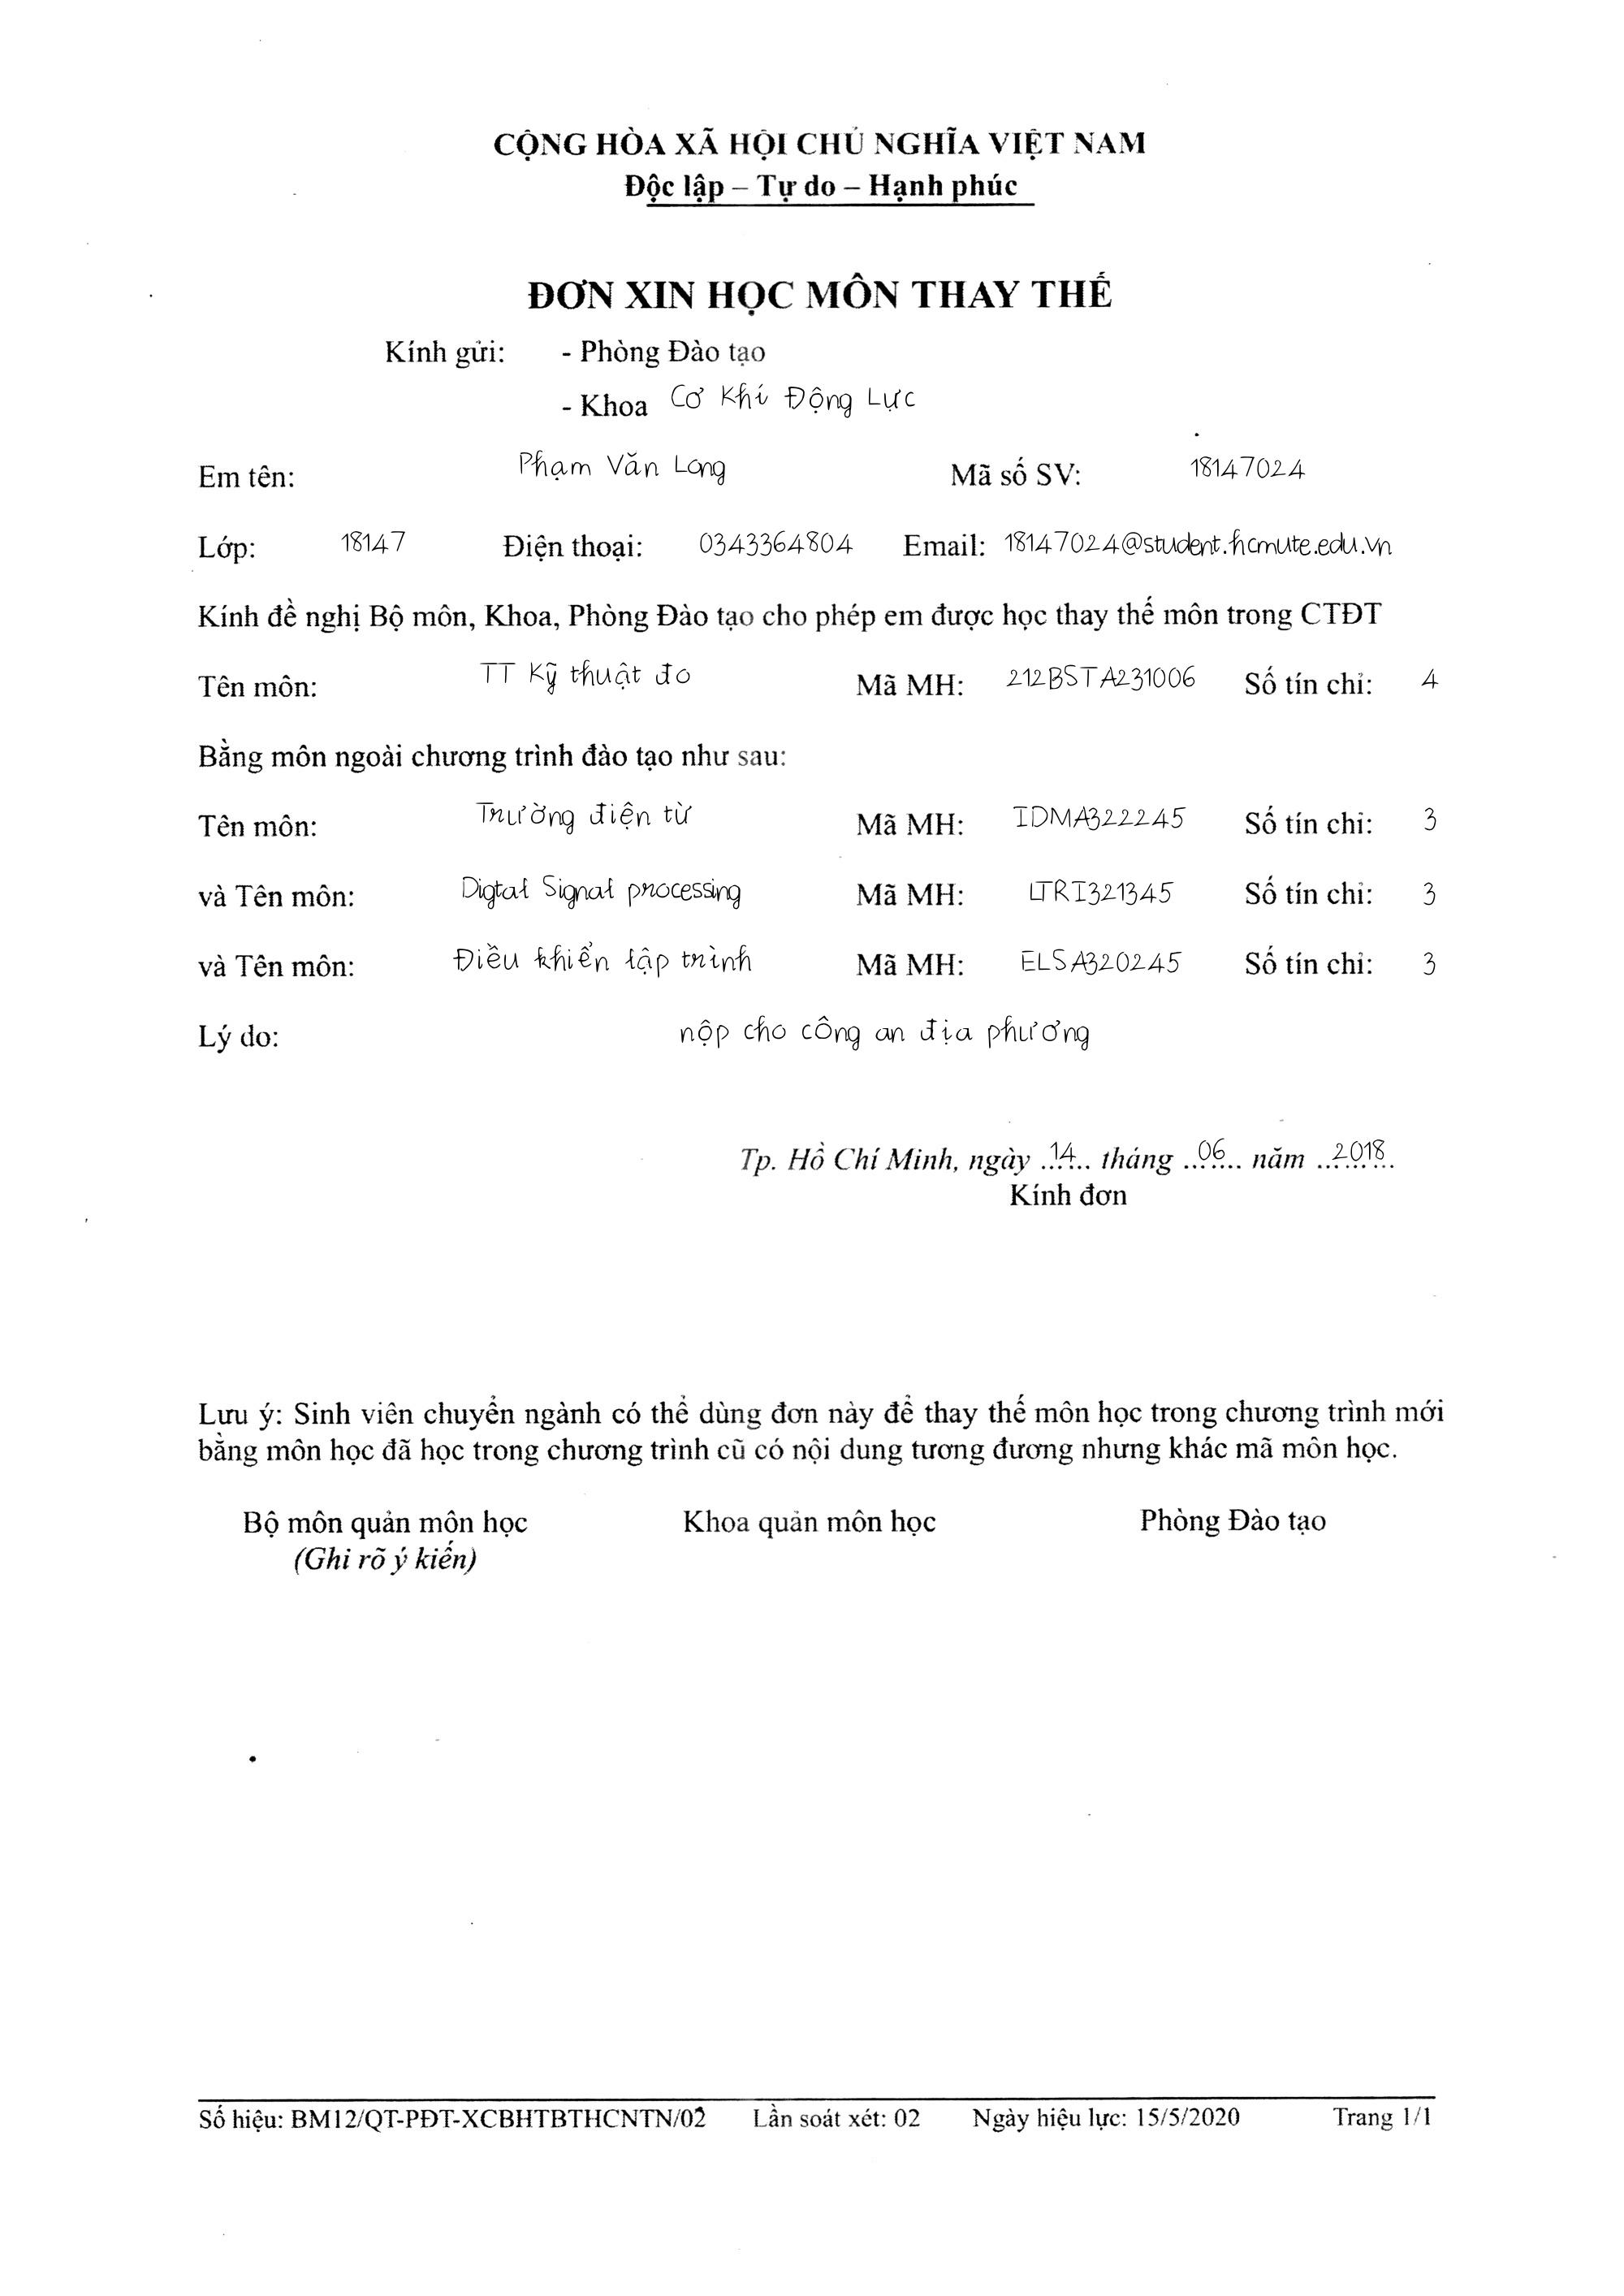 CỘNG HÒA XÃ HỘI CHỦ NGHĨA VIỆT NAM
Độc lập – Tự do – Hạnh phúc
ĐƠN XIN HỌC MÔN THAY THẾ
Kính gửi: - Phòng Đào tạo
- Khoa Cơ Khí Động Lực
Em tên: Phạm Văn Long Mã số SV: 18147024
Lớp: 18147 Điện thoại: 0343364804 Email: 18147024@student.hcmute.edu.vn
Kính đề nghị Bộ môn, Khoa, Phòng Đào tạo cho phép em được học thay thế môn trong CTĐT
Tên môn: TT Kỹ thuật đo Mã MH: 212BSTA231006 Số tín chỉ: 4
Bằng môn ngoài chương trình đào tạo như sau:
Tên môn: Trường điện từ Mã MH: IDMA322245 Số tín chỉ: 3
và Tên môn: Digtal Signal processing Mã MH: LTRI321345 Số tín chỉ: 3
và Tên môn: Điều khiển lập trình Mã MH: ELSA320245 Số tín chỉ: 3
Lý do: nộp cho công an địa phương
Tp. Hồ Chí Minh, ngày 14 tháng 06 năm 2018
Kính đơn
Lưu ý: Sinh viên chuyển ngành có thể dùng đơn này để thay thế môn học trong chương trình mới
bằng môn học đã học trong chương trình cũ có nội dung tương đương nhưng khác mã môn học.
Bộ môn quản môn học Khoa quản môn học Phòng Đào tạo
(Ghi rõ ý kiến)
Số hiệu: BM12/QT-PĐT-XCBHTBTHCNTN/02 Lần soát xét: 02 Ngày hiệu lực: 15/5/2020 Trang 1/1